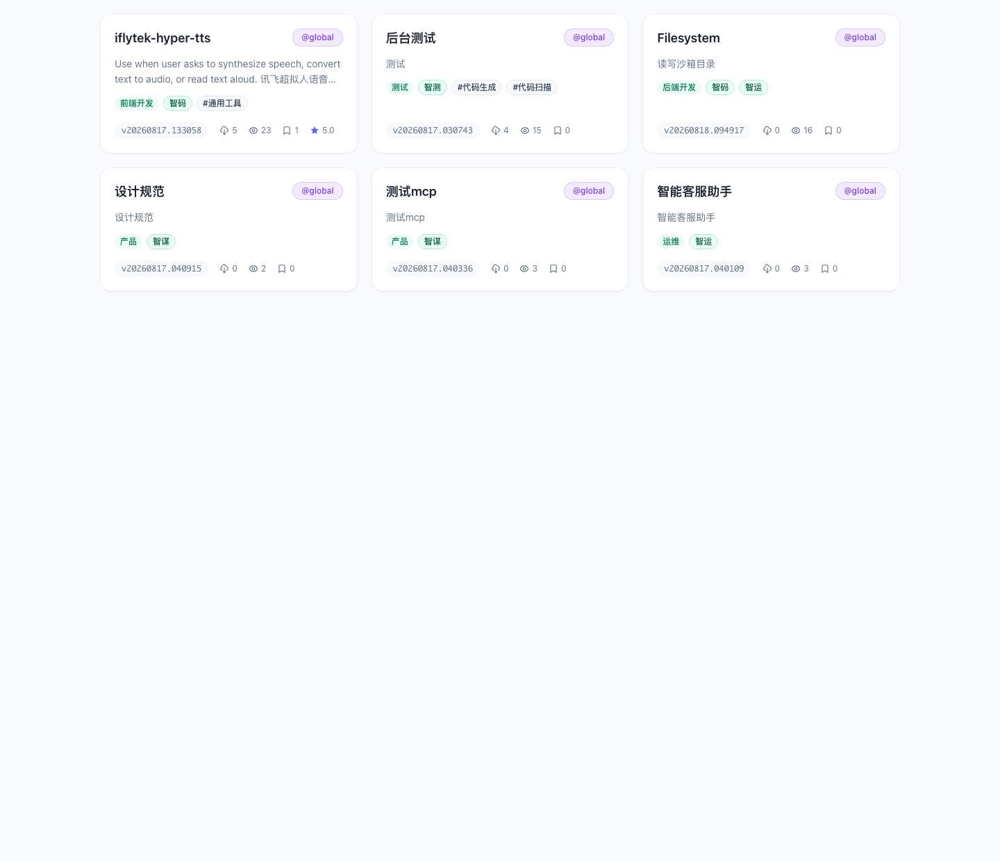 iflytek-hyper-tts
@global
Use when user asks to synthesize speech, convert
text to audio, or read text aloud. 讯飞超拟人语音...
前端开发 智码 #通用工具
v20260817.133058 5 23 1 5.0
后台测试
@global
测试
测试 智测 #代码生成 #代码扫描
v20260817.030743 4 15 0
Filesystem
@global
读写沙箱目录
后端开发 智码 智运
v20260818.094917 0 16 0
设计规范
@global
设计规范
产品 智谋
v20260817.040915 0 2 0
测试mcp
@global
测试mcp
产品 智谋
v20260817.040336 0 3 0
智能客服助手
@global
智能客服助手
运维 智运
v20260817.040109 0 3 0